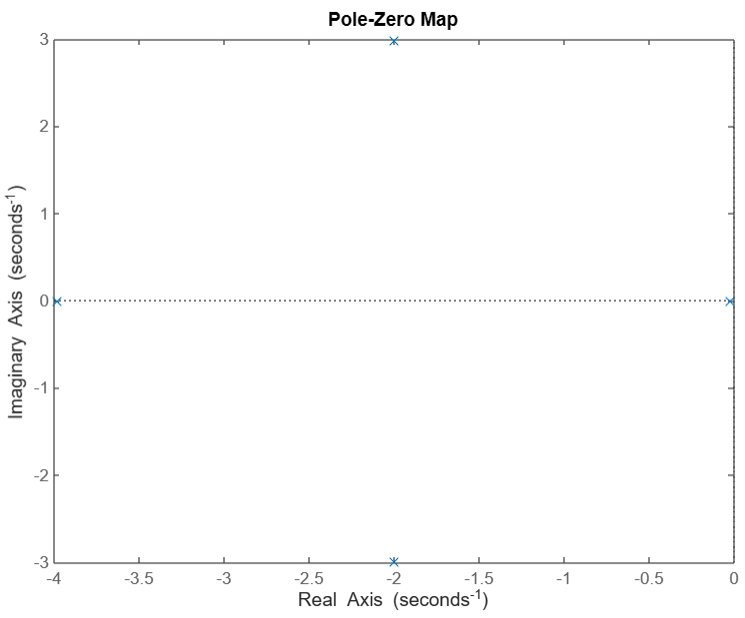 Pole-Zero Map
3
2
1
0
-1
-2
-3
Imaginary Axis (seconds⁻¹)
-4 -3.5 -3 -2.5 -2 -1.5 -1 -0.5 0
Real Axis (seconds⁻¹)